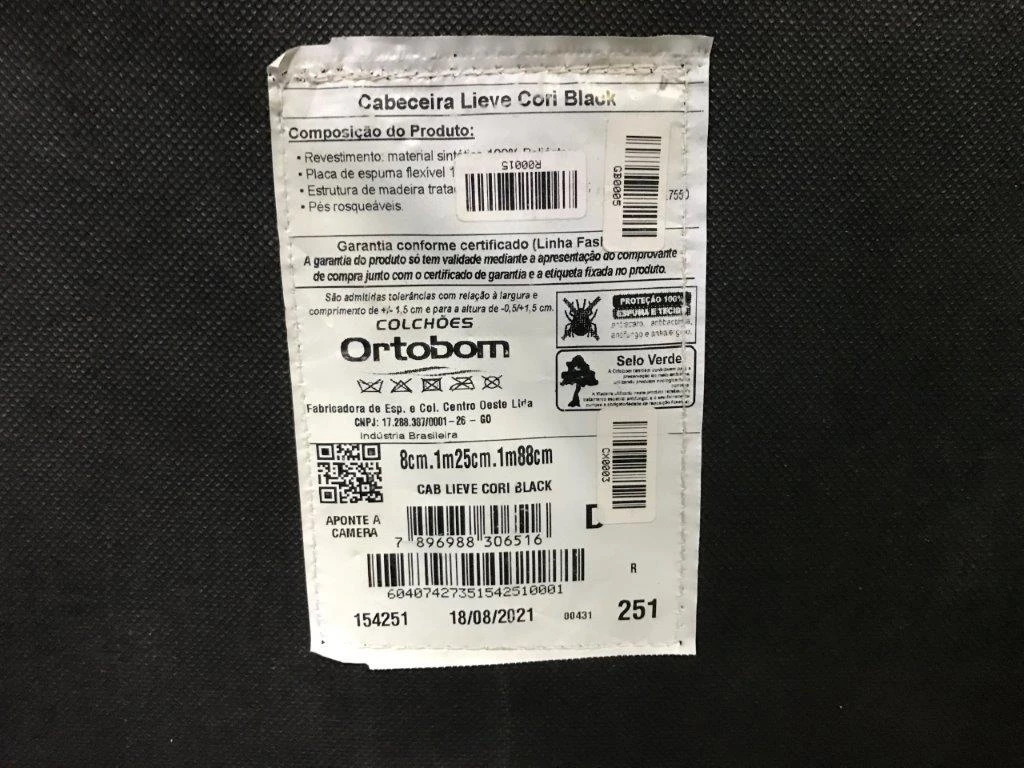 Cabeceira Lieve Cori Black
Composição do Produto:
• Revestimento: material 100%
• Placa de espuma flexível
• Estrutura de madeira
• Pés rosqueáveis.
R00015
GB0005
Garantia conforme certificado (Linha
A garantia do produto só tem validade mediante a apresentação do comprovante
de compra junto com o certificado de garantia e a etiqueta fixada no produto.
São admitidas tolerâncias com relação à largura e
comprimento de +/- 1,5 cm e para a altura de -0,5/+1,5 cm.
PROTEÇÃO 100%
ESPUMA E TECIDO
antiácaro, antibactéria,
antifungo e antialérgico.
COLCHÕES
Ortobom
Selo Verde
Fabricadora de Esp. e Col. Centro Oeste Ltda
CNPJ: 17.288.387/0001-26 - GO
Indústria Brasileira
8cm.1m25cm.1m88cm
CAB LIEVE CORI BLACK
CX0003
APONTE A
CAMERA
7 896988 306516
D
R
60407427351542510001
154251 18/08/2021 00431 251